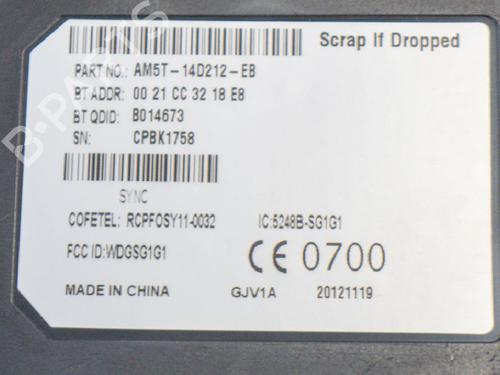 Scrap If Dropped
PART NO.: AM5T-14D212-EB
BT ADDR: 00 21 CC 32 18 E8
BT QDID: B014673
SN: CPBK1758
SYNC
COFETEL: RCPFOSY11-0032 IC:5248B-SG1G1
FCC ID:WDGSG1G1 CE 0700
MADE IN CHINA GJV1A 20121119
B-PARTS